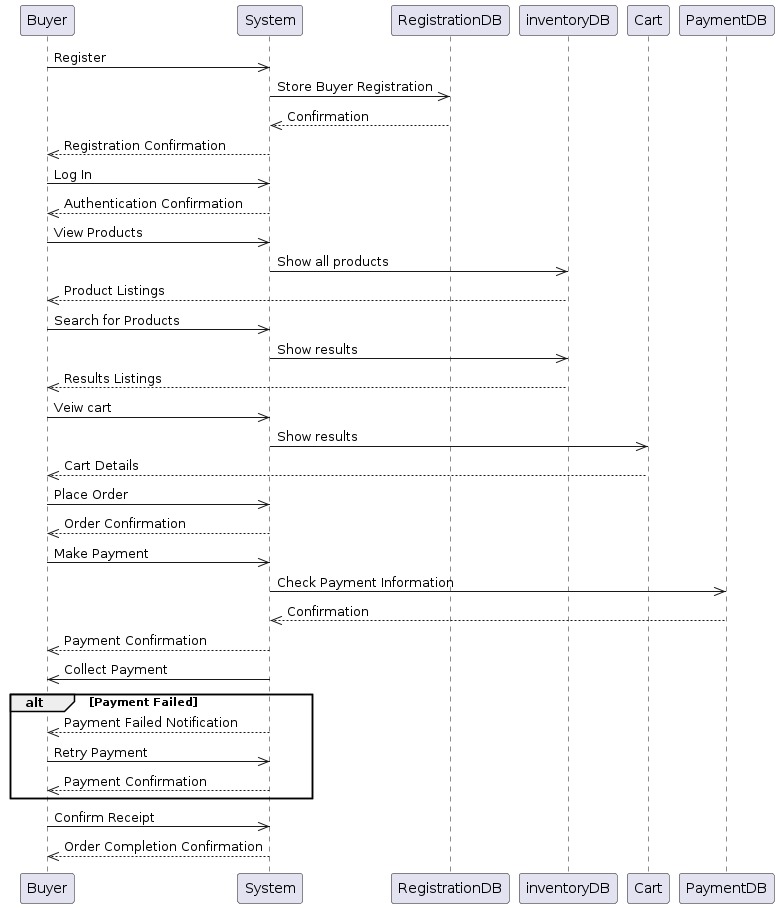 Buyer System RegistrationDB inventoryDB Cart PaymentDB
Register
Store Buyer Registration
Confirmation
Registration Confirmation
Log In
Authentication Confirmation
View Products
Show all products
Product Listings
Search for Products
Show results
Results Listings
Veiw cart
Show results
Cart Details
Place Order
Order Confirmation
Make Payment
Check Payment Information
Confirmation
Payment Confirmation
Collect Payment
alt [Payment Failed]
Payment Failed Notification
Retry Payment
Payment Confirmation
Confirm Receipt
Order Completion Confirmation
Buyer System RegistrationDB inventoryDB Cart PaymentDB